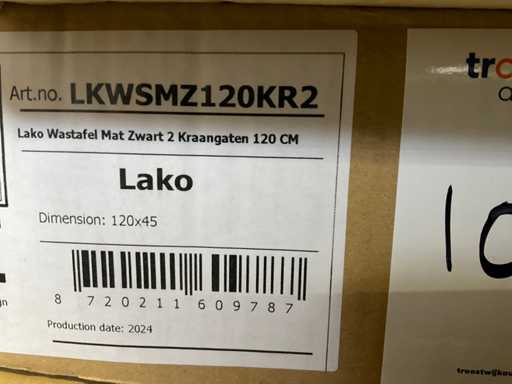 Art.no. LKWSMZ120KR2
Lako Wastafel Mat Zwart 2 Kraangaten 120 CM
Lako
Dimension: 120x45
8 720211 609787
Production date: 2024